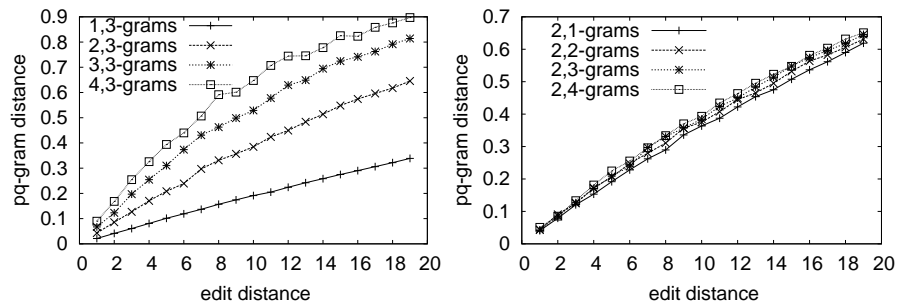 pq-gram distance
0.9
0.8
0.7
0.6
0.5
0.4
0.3
0.2
0.1
0
1,3-grams
2,3-grams
3,3-grams
4,3-grams
0 2 4 6 8 10 12 14 16 18 20
edit distance
pq-gram distance
0.7
0.6
0.5
0.4
0.3
0.2
0.1
0
2,1-grams
2,2-grams
2,3-grams
2,4-grams
0 2 4 6 8 10 12 14 16 18 20
edit distance